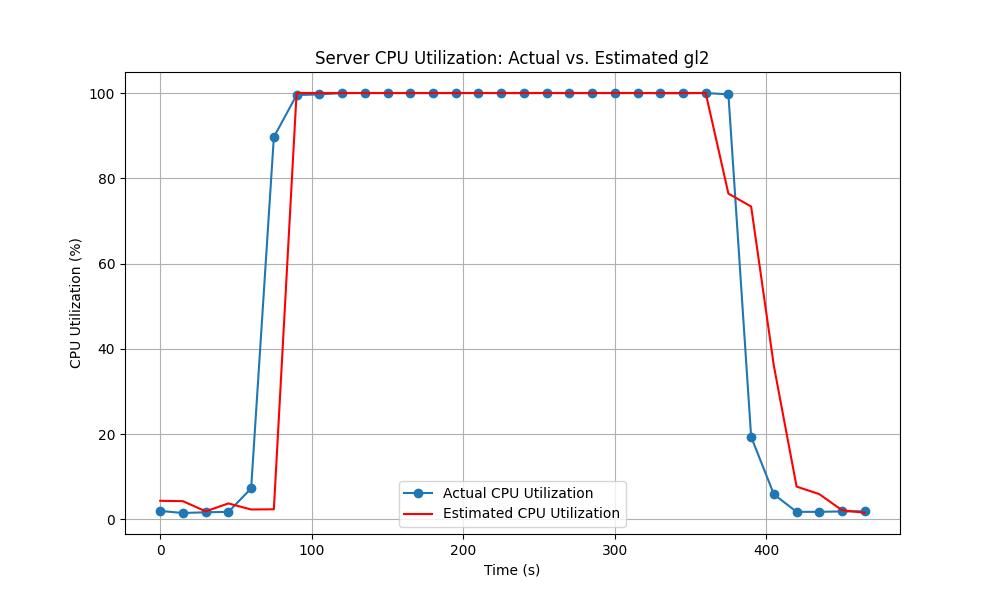 Server CPU Utilization: Actual vs. Estimated gl2
CPU Utilization (%)
100
80
60
40
20
0
Actual CPU Utilization
Estimated CPU Utilization
0 100 200 300 400
Time (s)